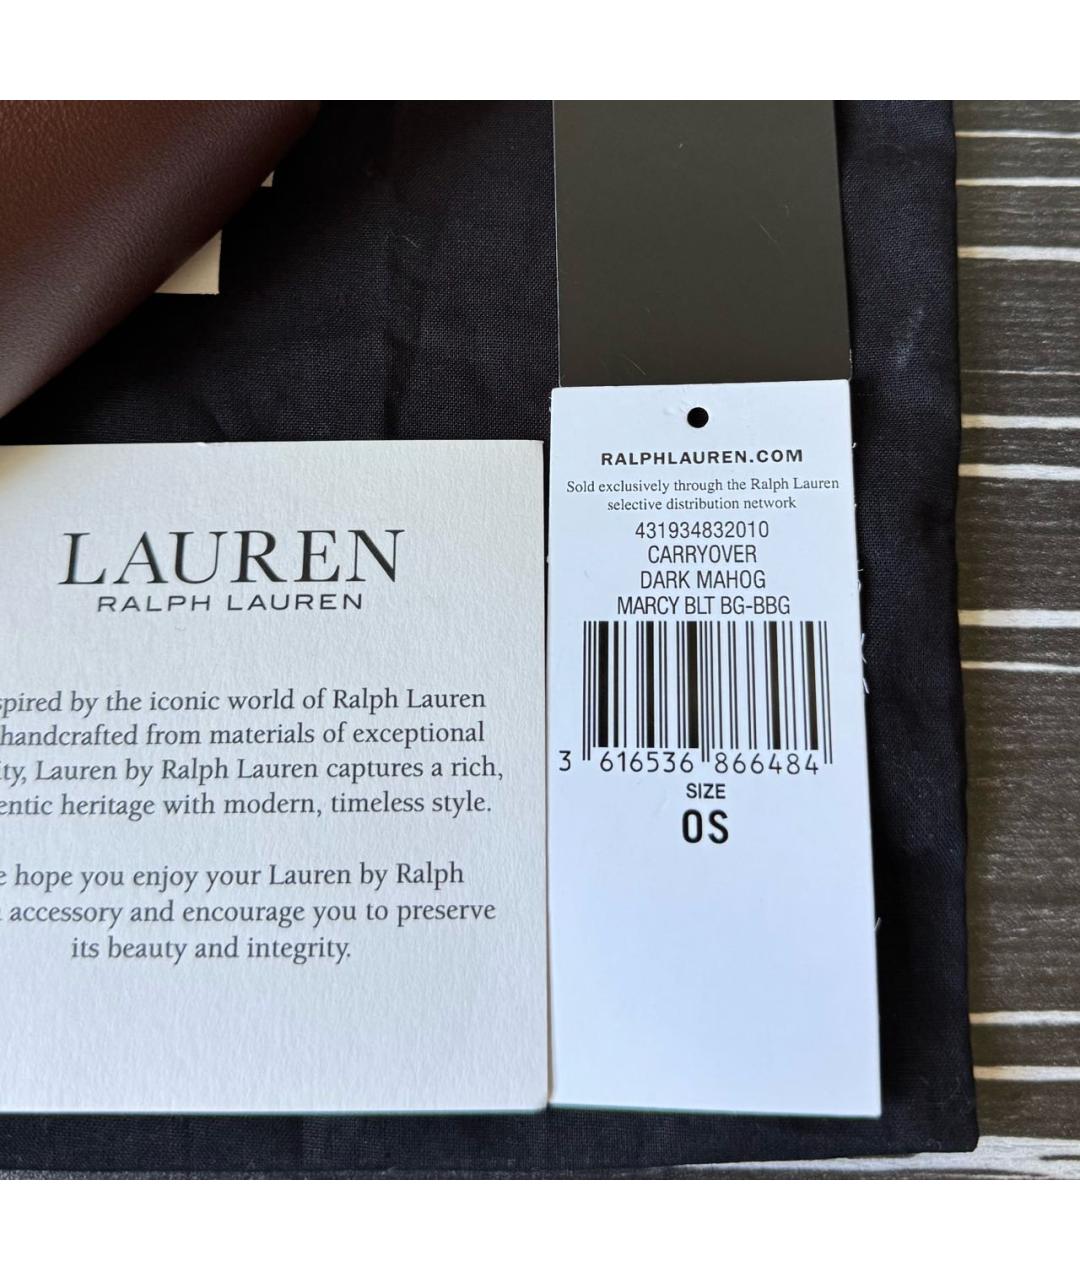 LAUREN
RALPH LAUREN
by the iconic world of Ralph Lauren
handcrafted from materials of exceptional
Lauren by Ralph Lauren captures a rich,
heritage with modern, timeless style.
hope you enjoy your Lauren by Ralph
accessory and encourage you to preserve
its beauty and integrity.
RALPHLAUREN.COM
Sold exclusively through the Ralph Lauren
selective distribution network
431934832010
CARRYOVER
DARK MAHOG
MARCY BLT BG-BBG
3 616536 866484
SIZE
OS